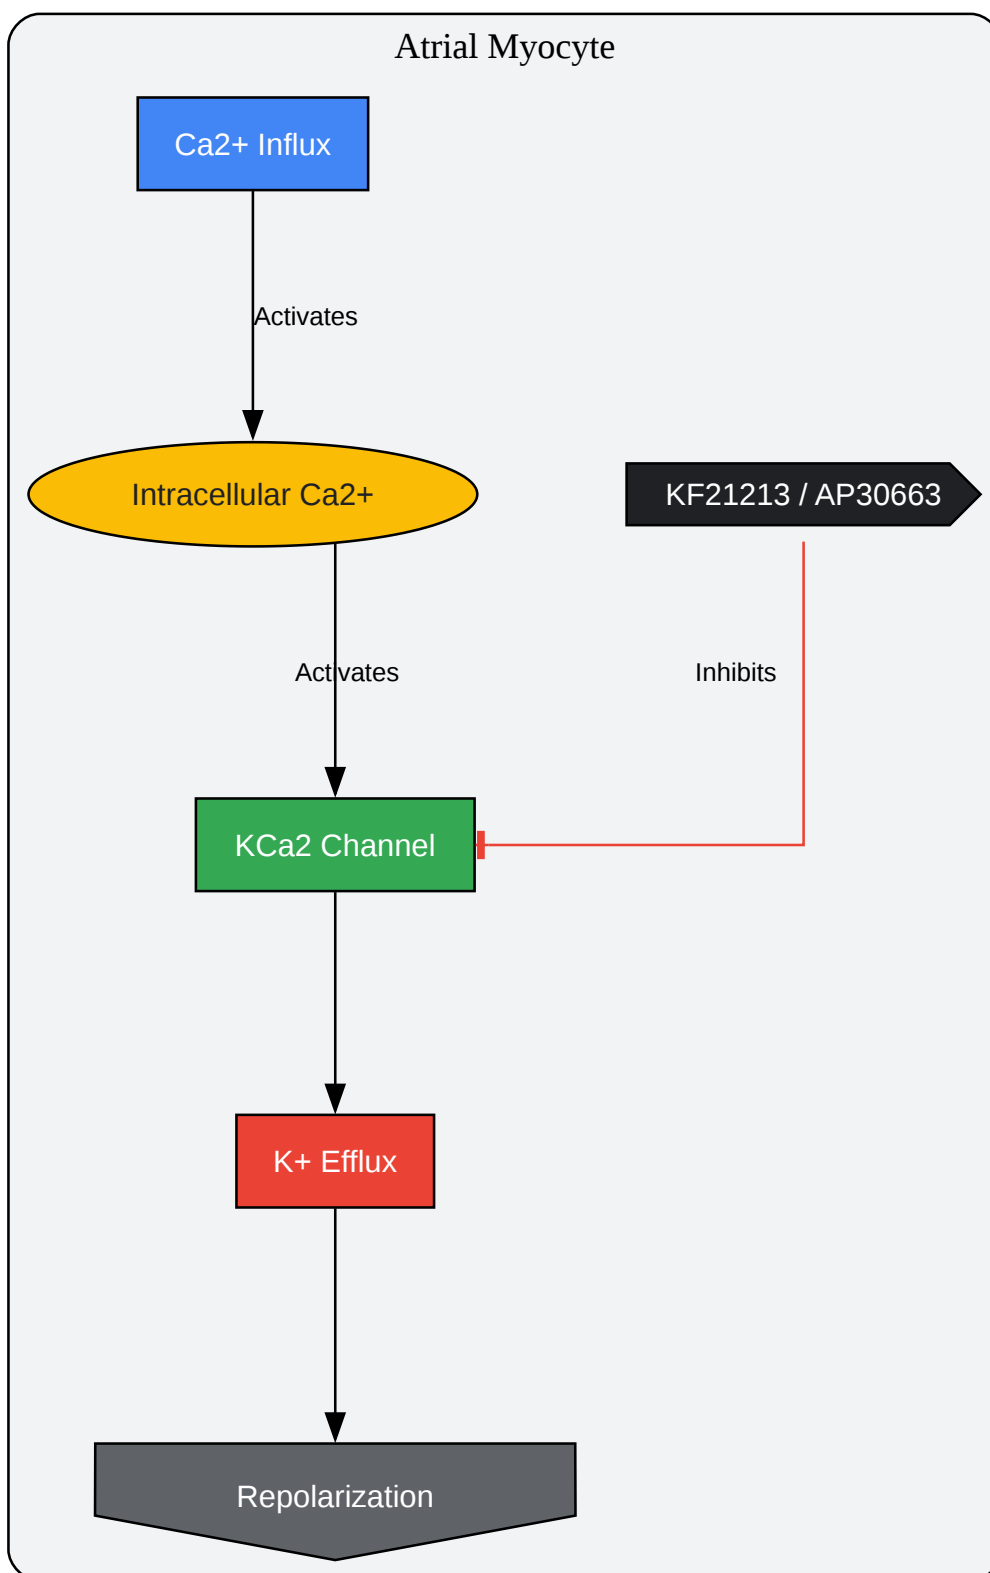 Atrial Myocyte
Ca2+ Influx
Activates
Intracellular Ca2+
KF21213 / AP30663
Activates
Inhibits
KCa2 Channel
K+ Efflux
Repolarization